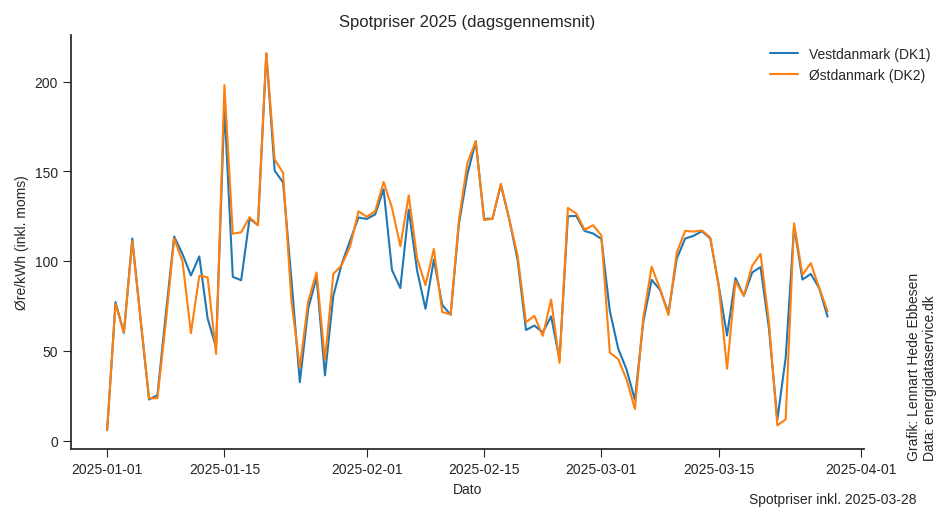 Spotpriser 2025 (dagsgennemsnit)
Vestdanmark (DK1)
Østdanmark (DK2)
Øre/kWh (inkl. moms)
200
150
100
50
0
2025-01-01
2025-01-15
2025-02-01
2025-02-15
2025-03-01
2025-03-15
2025-04-01
Dato
Grafik: Lennart Hede Ebbesen
Data: energidataservice.dk
Spotpriser inkl. 2025-03-28